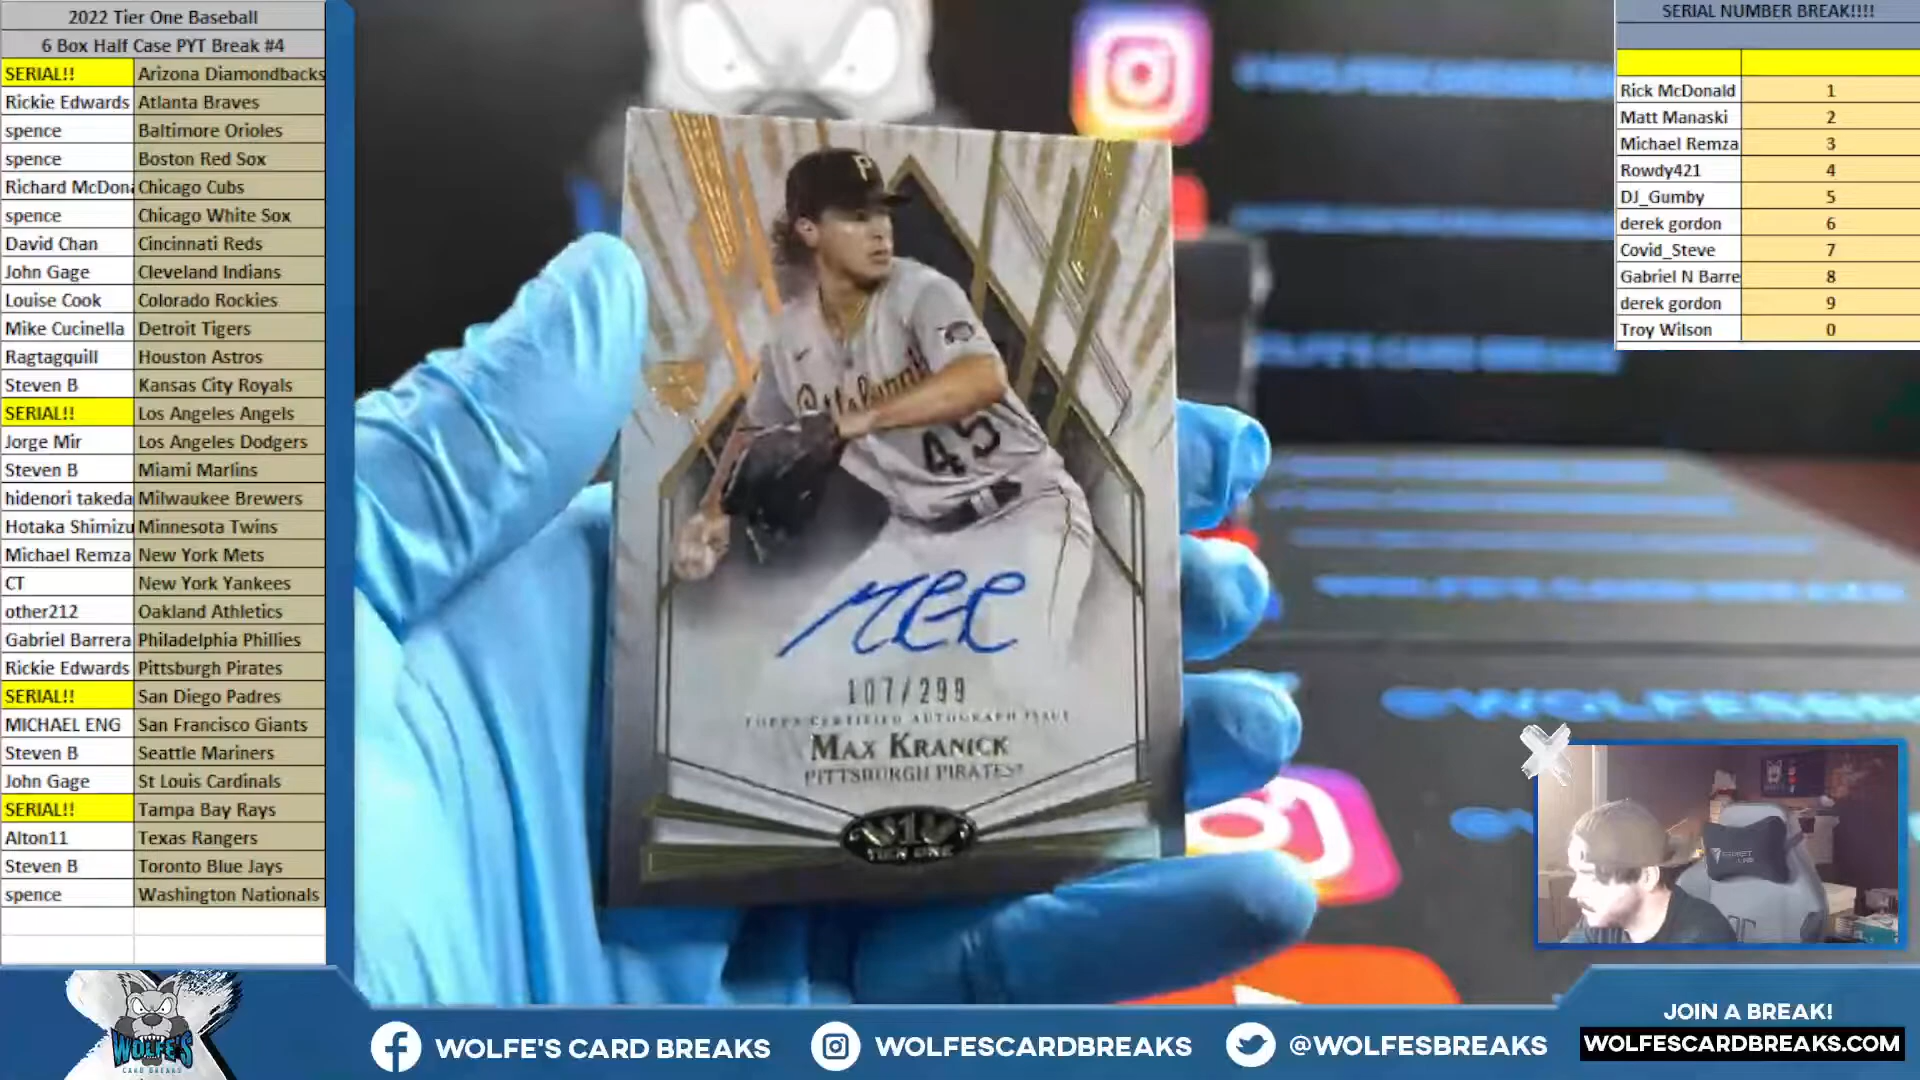 2022 Tier One Baseball
6 Box Half Case PYT Break #4
SERIAL!! Arizona Diamondbacks
Rickie Edwards Atlanta Braves
spence Baltimore Orioles
spence Boston Red Sox
Richard McDona Chicago Cubs
spence Chicago White Sox
David Chan Cincinnati Reds
John Gage Cleveland Indians
Louise Cook Colorado Rockies
Mike Cucinella Detroit Tigers
Ragtagquill Houston Astros
Steven B Kansas City Royals
SERIAL!! Los Angeles Angels
Jorge Mir Los Angeles Dodgers
Steven B Miami Marlins
hidenori takeda Milwaukee Brewers
Hotaka Shimizu Minnesota Twins
Michael Remza New York Mets
CT New York Yankees
other212 Oakland Athletics
Gabriel Barrera Philadelphia Phillies
Rickie Edwards Pittsburgh Pirates
SERIAL!! San Diego Padres
MICHAEL ENG San Francisco Giants
Steven B Seattle Mariners
John Gage St Louis Cardinals
SERIAL!! Tampa Bay Rays
Alton11 Texas Rangers
Steven B Toronto Blue Jays
spence Washington Nationals
P
Pittsburgh
45
107/299
TOPPS CERTIFIED AUTOGRAPH ISSUE
MAX KRANICK
PITTSBURGH PIRATES
1
TIER ONE
SERIAL NUMBER BREAK!!!!
Rick McDonald 1
Matt Manaski 2
Michael Remza 3
Rowdy421 4
DJ_Gumby 5
derek gordon 6
Covid_Steve 7
Gabriel N Barre 8
derek gordon 9
Troy Wilson 0
WOLFE'S
CARD BREAKS
WOLFE'S CARD BREAKS
WOLFESCARDBREAKS
@WOLFESBREAKS
JOIN A BREAK!
WOLFESCARDBREAKS.COM